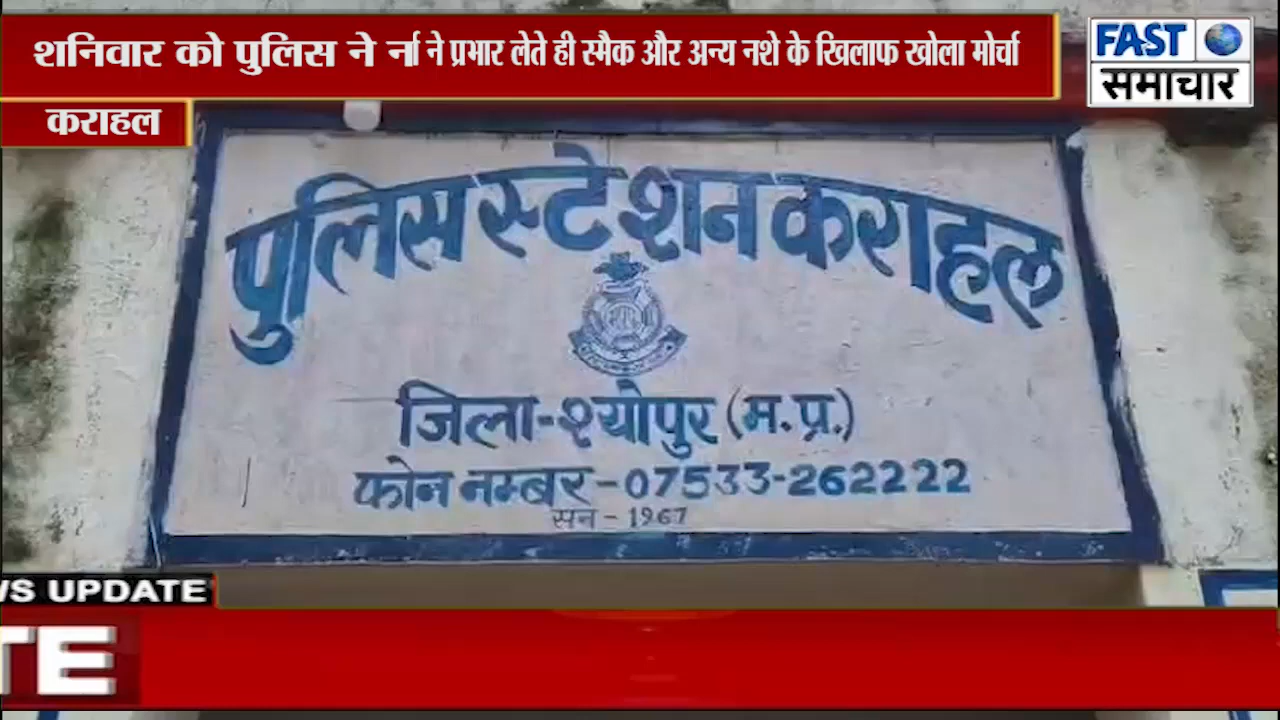 शनिवार को पुलिस ने र्ना ने प्रभार लेते ही स्मैक और अन्य नशे के खिलाफ खोला मोर्चा
FAST
समाचार
कराहल
पुलिस स्टेशन कराहल
जिला-श्योपुर (म.प्र.)
फोन नम्बर-07533-262222
सन - 1967
WS UPDATE
TE